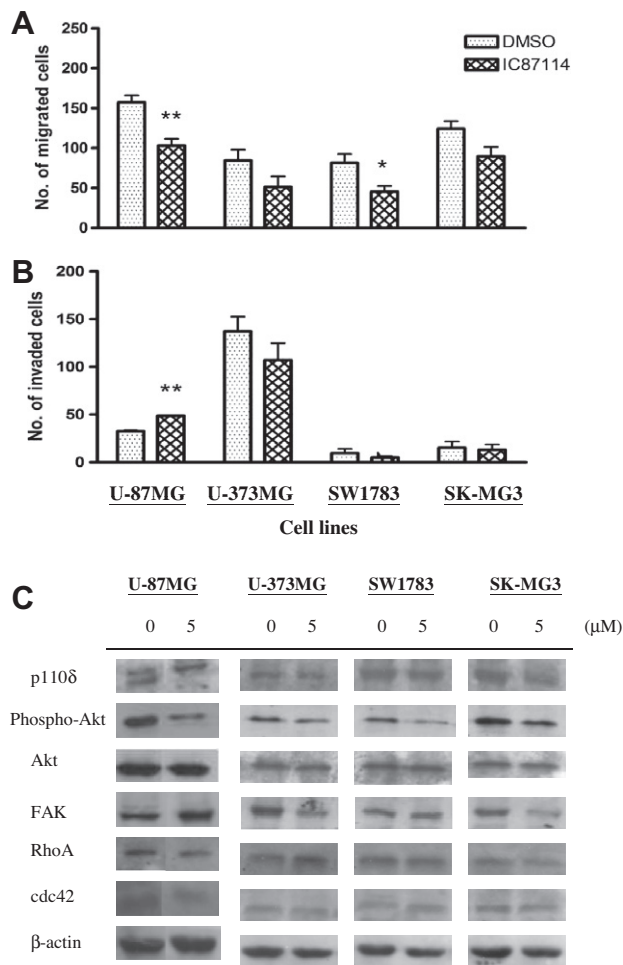 A
250
200
150
100
50
0
No. of migrated cells
DMSO
IC87114
**
*
B
200
150
100
50
0
No. of invaded cells
**
U-87MG U-373MG SW1783 SK-MG3
Cell lines
C
U-87MG U-373MG SW1783 SK-MG3
0 5 0 5 0 5 0 5 (μM)
p110δ
Phospho-Akt
Akt
FAK
RhoA
cdc42
β-actin